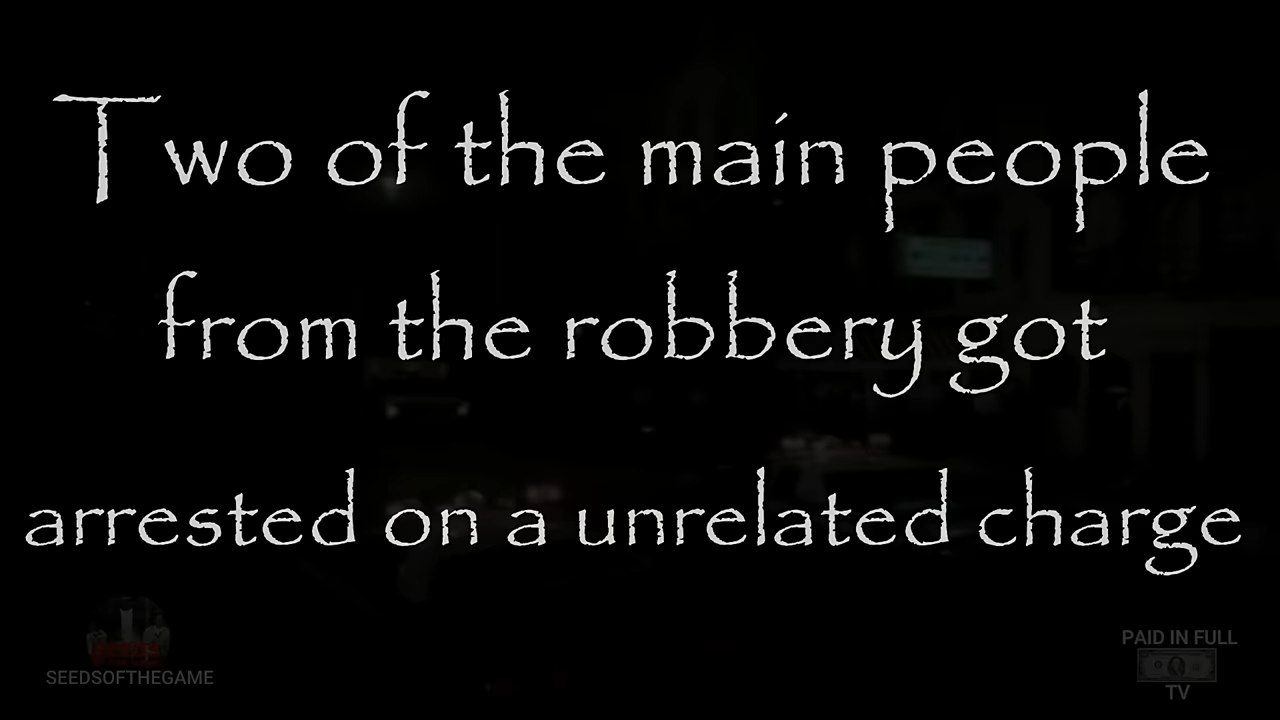 Two of the main people
from the robbery got
arrested on a unrelated charge
SEEDSOFTHEGAME
PAID IN FULL
TV